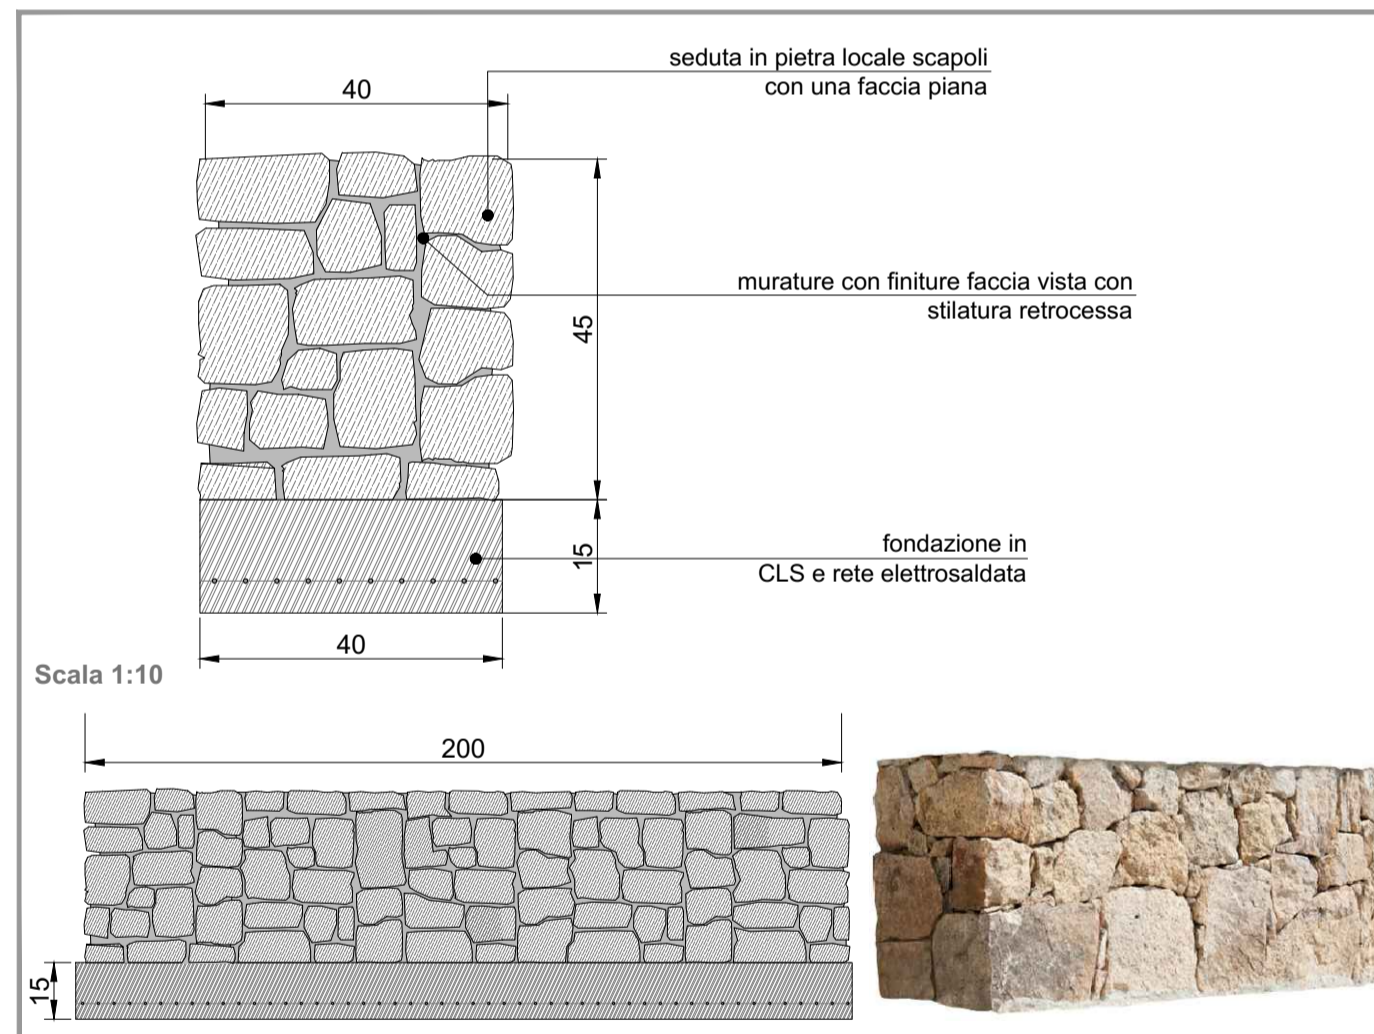 seduta in pietra locale scapoli
con una faccia piana
40
murature con finiture faccia vista con
stilatura retrocessa
45
fondazione in
CLS e rete elettrosaldata
15
40
Scala 1:10
200
15